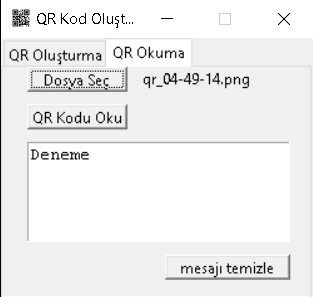 QR Kod Oluşt...
QR Oluşturma QR Okuma
Dosya Seç qr_04-49-14.png
QR Kodu Oku
Deneme
mesajı temizle